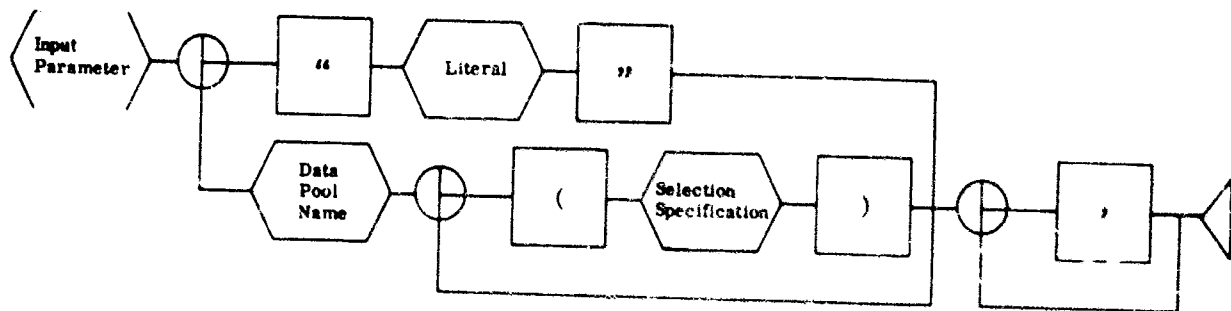 Input
Parameter
“
Literal
”
Data
Pool
Name
(
Selection
Specification
)
,